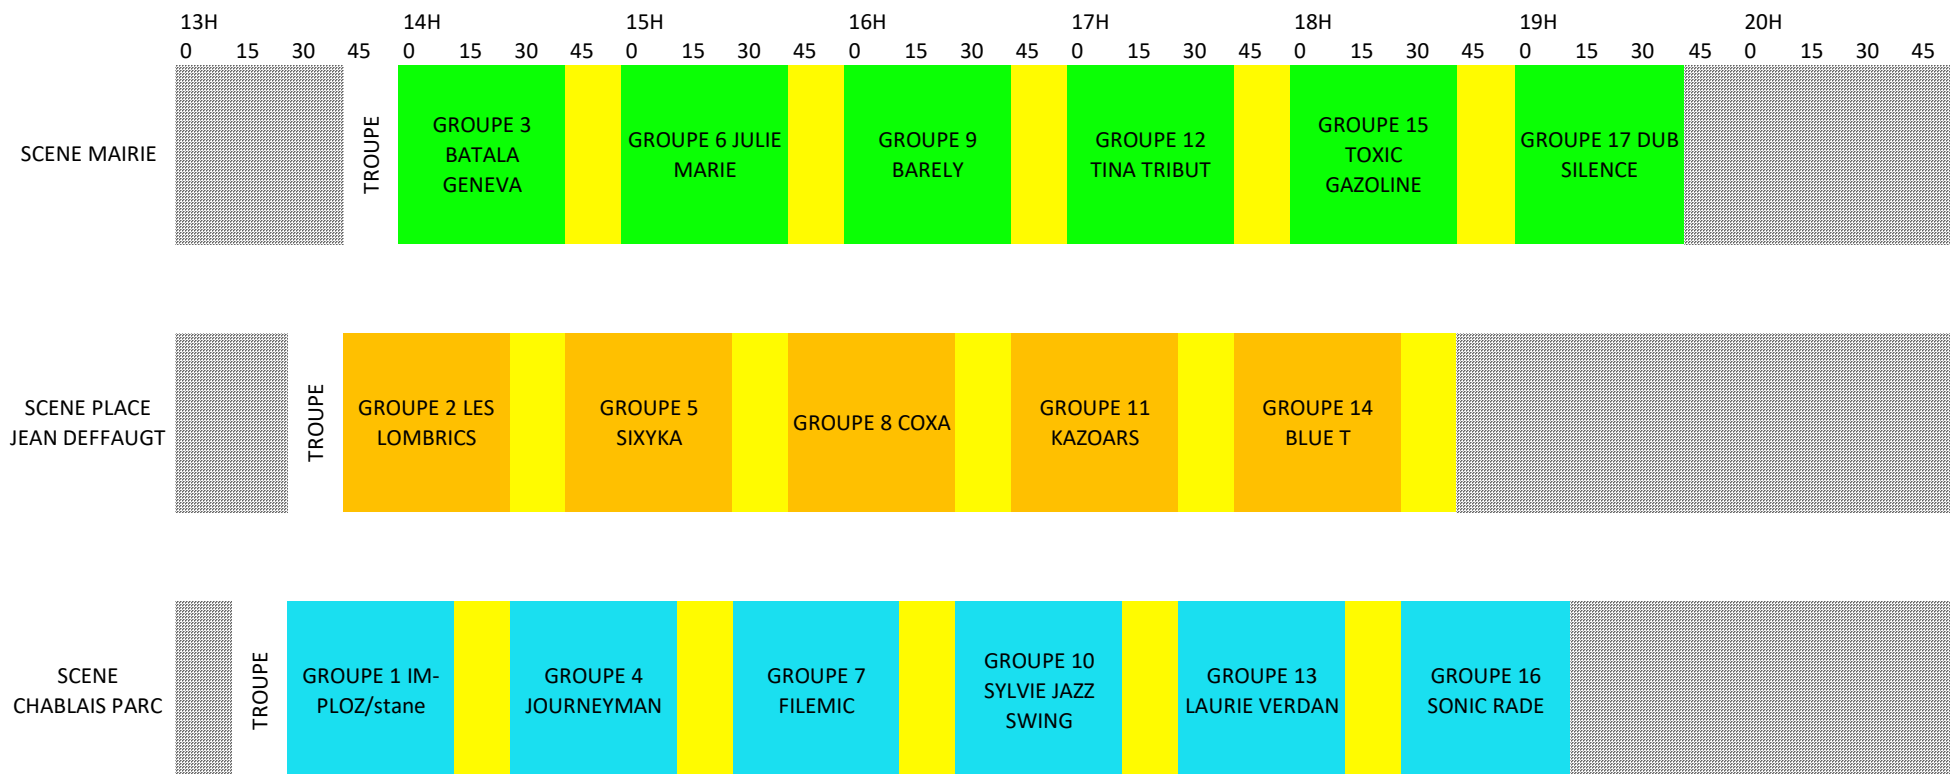 13H 14H 15H 16H 17H 18H 19H 20H
0 15 30 45 0 15 30 45 0 15 30 45 0 15 30 45 0 15 30 45 0 15 30 45 0 15 30 45 0 15 30 45
SCENE MAIRIE
TROUPE
GROUPE 3
BATALA
GENEVA
GROUPE 6 JULIE
MARIE
GROUPE 9
BARELY
GROUPE 12
TINA TRIBUT
GROUPE 15
TOXIC
GAZOLINE
GROUPE 17 DUB
SILENCE
SCENE PLACE
JEAN DEFFAUGT
TROUPE
GROUPE 2 LES
LOMBRICS
GROUPE 5
SIXYKA
GROUPE 8 COXA
GROUPE 11
KAZOARS
GROUPE 14
BLUE T
SCENE
CHABLAIS PARC
TROUPE
GROUPE 1 IM-
PLOZ/stane
GROUPE 4
JOURNEYMAN
GROUPE 7
FILEMIC
GROUPE 10
SYLVIE JAZZ
SWING
GROUPE 13
LAURIE VERDAN
GROUPE 16
SONIC RADE